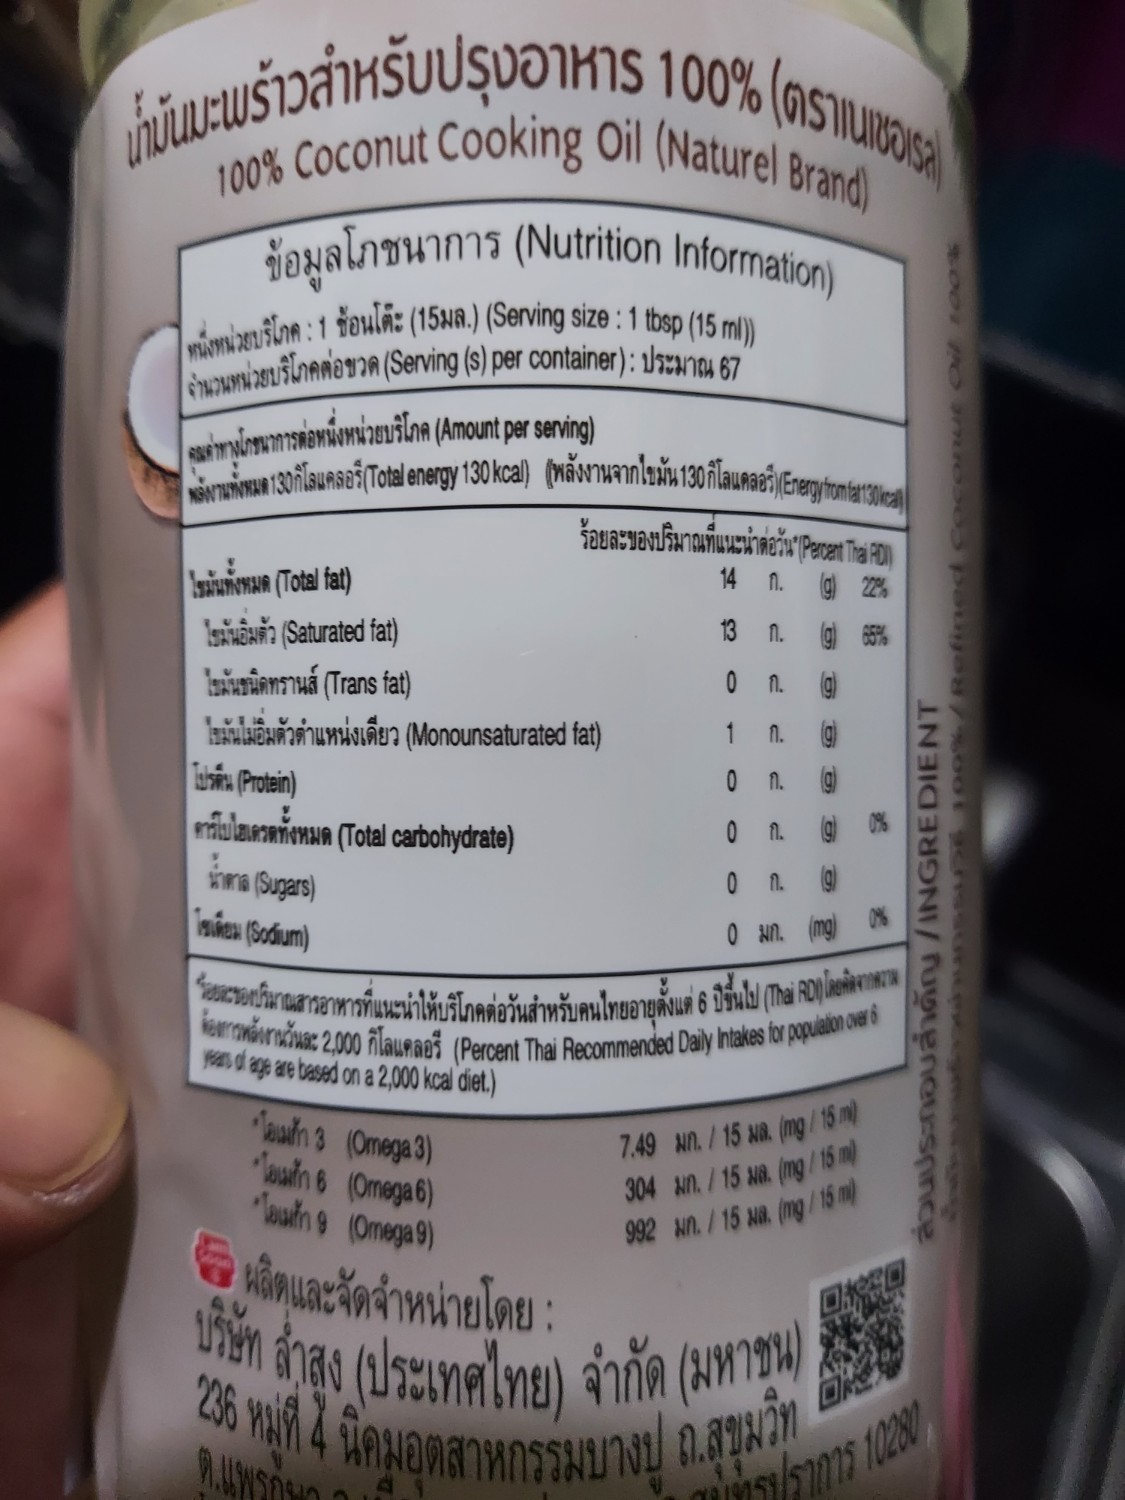 น้ำมันมะพร้าวสำหรับปรุงอาหาร 100% (ตราเนเชอเรล)
100% Coconut Cooking Oil (Naturel Brand)
ข้อมูลโภชนาการ (Nutrition Information)
หนึ่งหน่วยบริโภค : 1 ช้อนโต๊ะ (15มล.) (Serving size : 1 tbsp (15 ml))
จำนวนหน่วยบริโภคต่อขวด (Serving (s) per container) : ประมาณ 67
คุณค่าทางโภชนาการต่อหนึ่งหน่วยบริโภค (Amount per serving)
พลังงานทั้งหมด 130 กิโลแคลอรี (Total energy 130 kcal) (พลังงานจากไขมัน 130 กิโลแคลอรี) (Energy from fat 130 kcal)
ร้อยละของปริมาณที่แนะนำต่อวัน* (Percent Thai RDI)
ไขมันทั้งหมด (Total fat) 14 ก. (g) 22%
ไขมันอิ่มตัว (Saturated fat) 13 ก. (g) 65%
ไขมันชนิดทรานส์ (Trans fat) 0 ก. (g)
ไขมันไม่อิ่มตัวตำแหน่งเดียว (Monounsaturated fat) 1 ก. (g)
โปรตีน (Protein) 0 ก. (g)
คาร์โบไฮเดรตทั้งหมด (Total carbohydrate) 0 ก. (g) 0%
น้ำตาล (Sugars) 0 ก. (g)
โซเดียม (Sodium) 0 มก. (mg) 0%
*ร้อยละของปริมาณสารอาหารที่แนะนำให้บริโภคต่อวันสำหรับคนไทยอายุตั้งแต่ 6 ปีขึ้นไป (Thai RDI) โดยคิดจากความ
ต้องการพลังงานวันละ 2,000 กิโลแคลอรี (Percent Thai Recommended Daily Intakes for population over 6
years of age are based on a 2,000 kcal diet.)
*โอเมก้า 3 (Omega 3) 7.49 มก. / 15 มล. (mg / 15 ml)
*โอเมก้า 6 (Omega 6) 304 มก. / 15 มล. (mg / 15 ml)
*โอเมก้า 9 (Omega 9) 992 มก. / 15 มล. (mg / 15 ml)
ผลิตและจัดจำหน่ายโดย :
บริษัท ล่ำสูง (ประเทศไทย) จำกัด (มหาชน)
236 หมู่ที่ 4 นิคมอุตสาหกรรมบางปู ถ.สุขุมวิท
ต.แพรกษา สมุทรปราการ 10280
ส่วนประกอบสำคัญ /INGREDIENT
100% / Refined Coconut Oil 100%